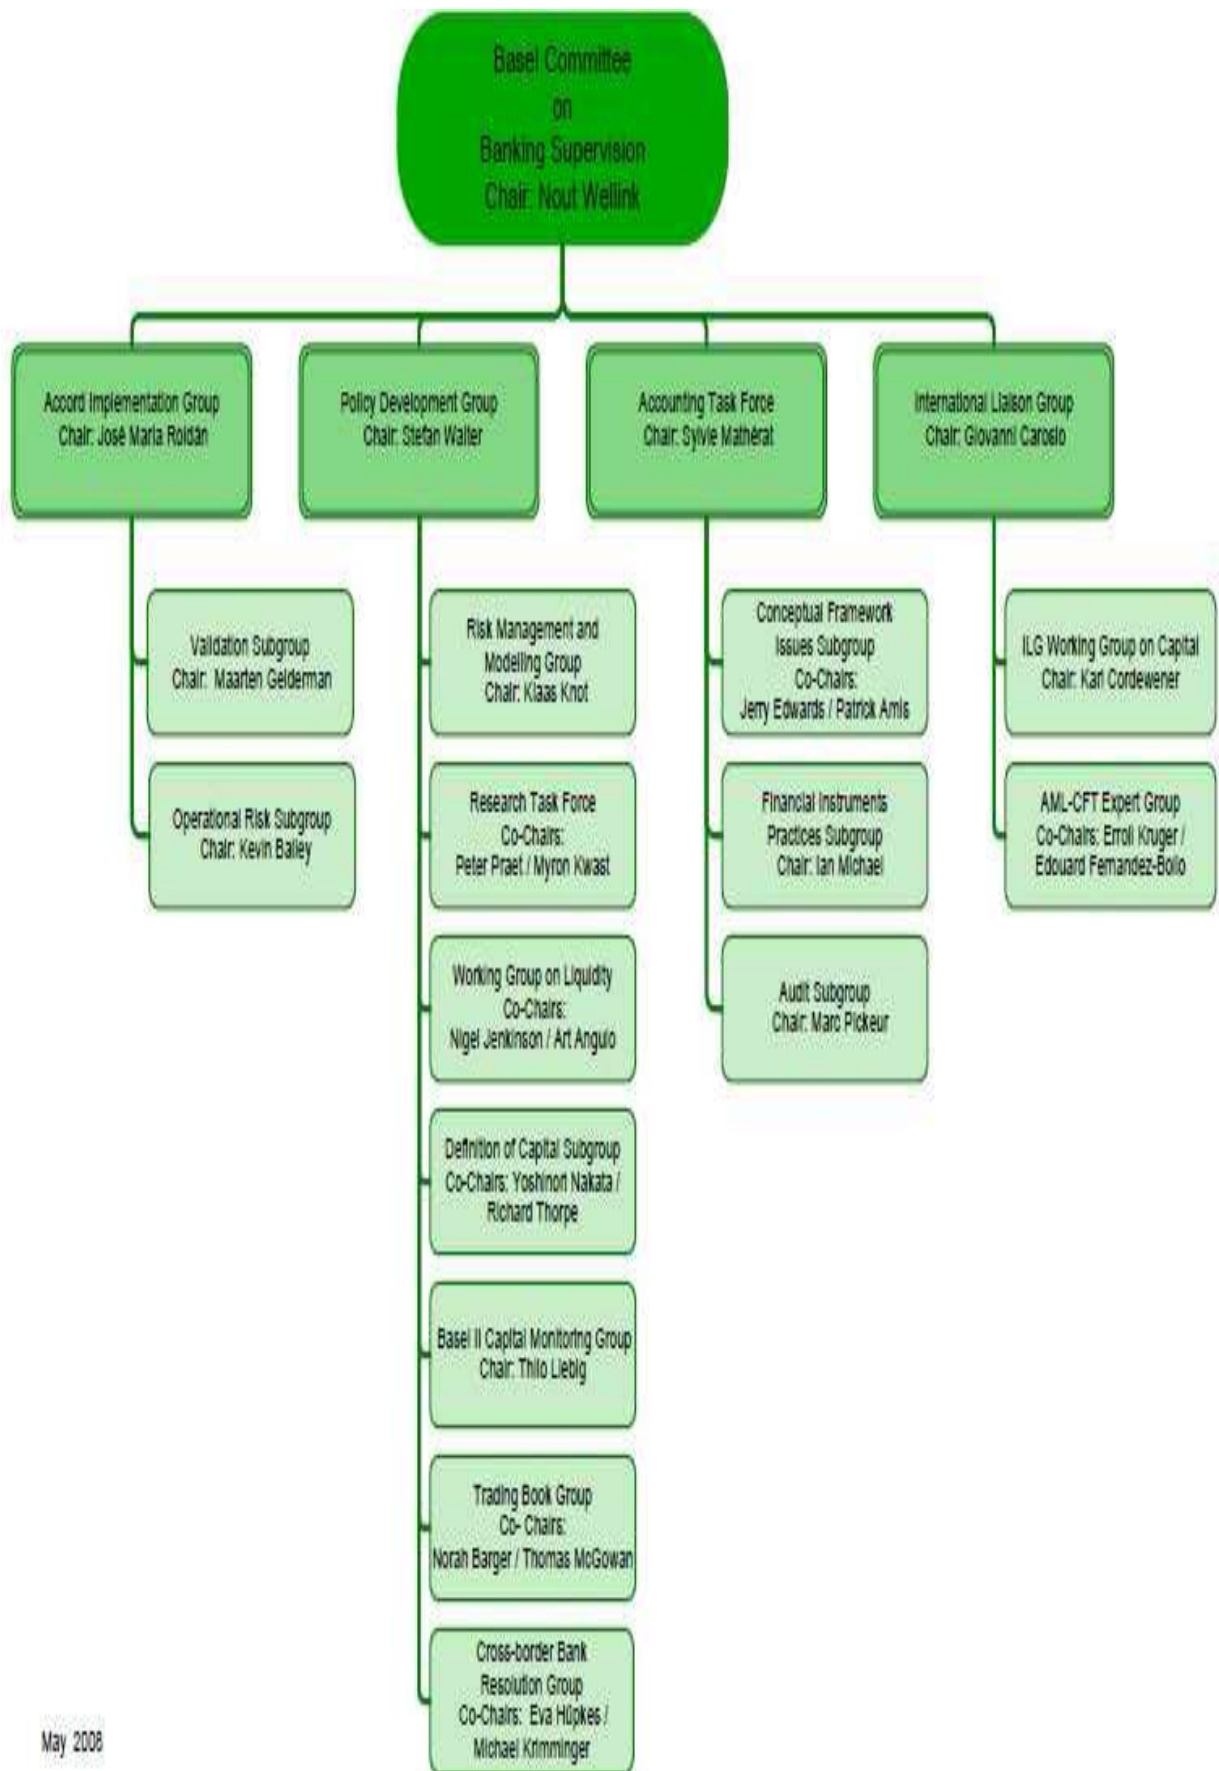 Basel Committee
on
Banking Supervision
Chair: Nout Wellink
Accord Implementation Group
Chair: José María Roldán
Policy Development Group
Chair: Stefan Walter
Accounting Task Force
Chair: Sylvie Mathérat
International Liaison Group
Chair: Giovanni Carosio
Validation Subgroup
Chair: Maarten Gelderman
Operational Risk Subgroup
Chair: Kevin Bailey
Risk Management and
Modelling Group
Chair: Klaas Knot
Research Task Force
Co-Chairs:
Peter Praet / Myron Kwast
Working Group on Liquidity
Co-Chairs:
Nigel Jenkinson / Art Angulo
Definition of Capital Subgroup
Co-Chairs: Yoshinori Nakata /
Richard Thorpe
Basel II Capital Monitoring Group
Chair: Thilo Liebig
Trading Book Group
Co- Chairs:
Norah Barger / Thomas McGowan
Cross-border Bank
Resolution Group
Co-Chairs: Eva Hüpkes /
Michael Krimminger
Conceptual Framework
Issues Subgroup
Co-Chairs:
Jerry Edwards / Patrick Amis
Financial Instruments
Practices Subgroup
Chair: Ian Michael
Audit Subgroup
Chair: Marc Pickeur
ILG Working Group on Capital
Chair: Karl Cordewener
AML-CFT Expert Group
Co-Chairs: Errol Kruger /
Edouard Fernandez-Bollo
May 2008